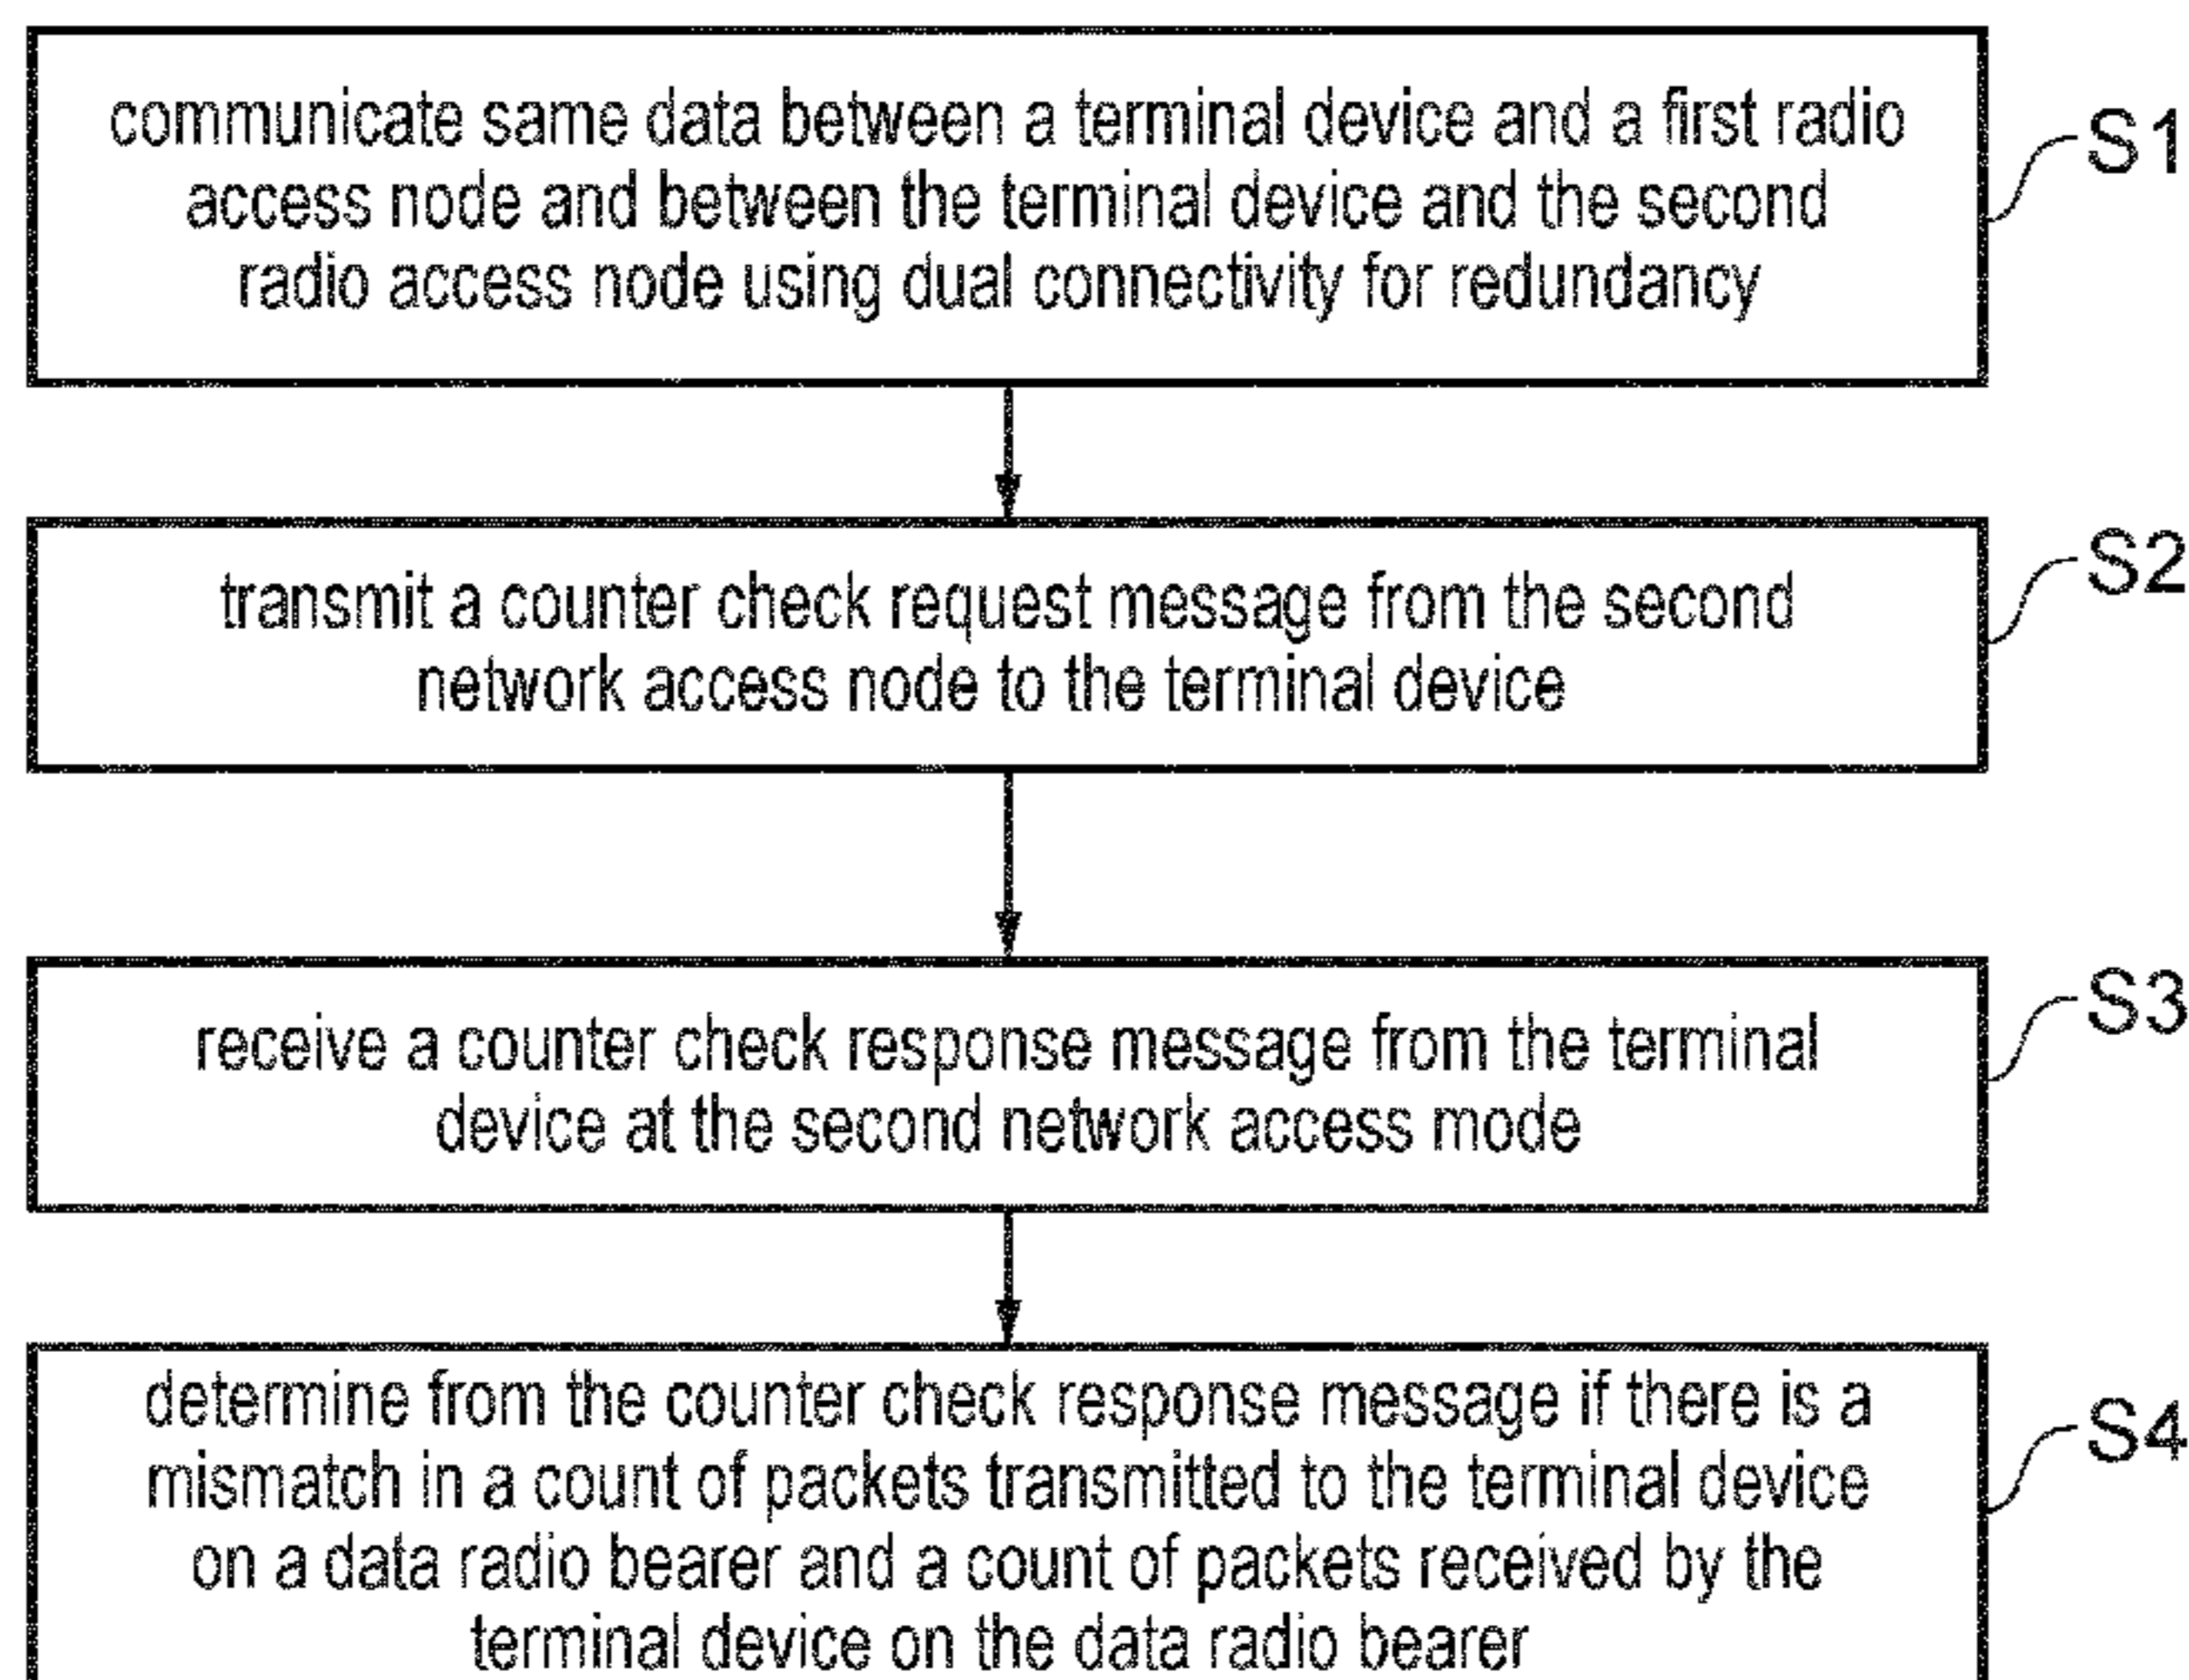 communicate same data between a terminal device and a first radio
access node and between the terminal device and the second
radio access node using dual connectivity for redundancy
S1
transmit a counter check request message from the second
network access node to the terminal device
S2
receive a counter check response message from the terminal
device at the second network access mode
S3
determine from the counter check response message if there is a
mismatch in a count of packets transmitted to the terminal device
on a data radio bearer and a count of packets received by the
terminal device on the data radio bearer
S4